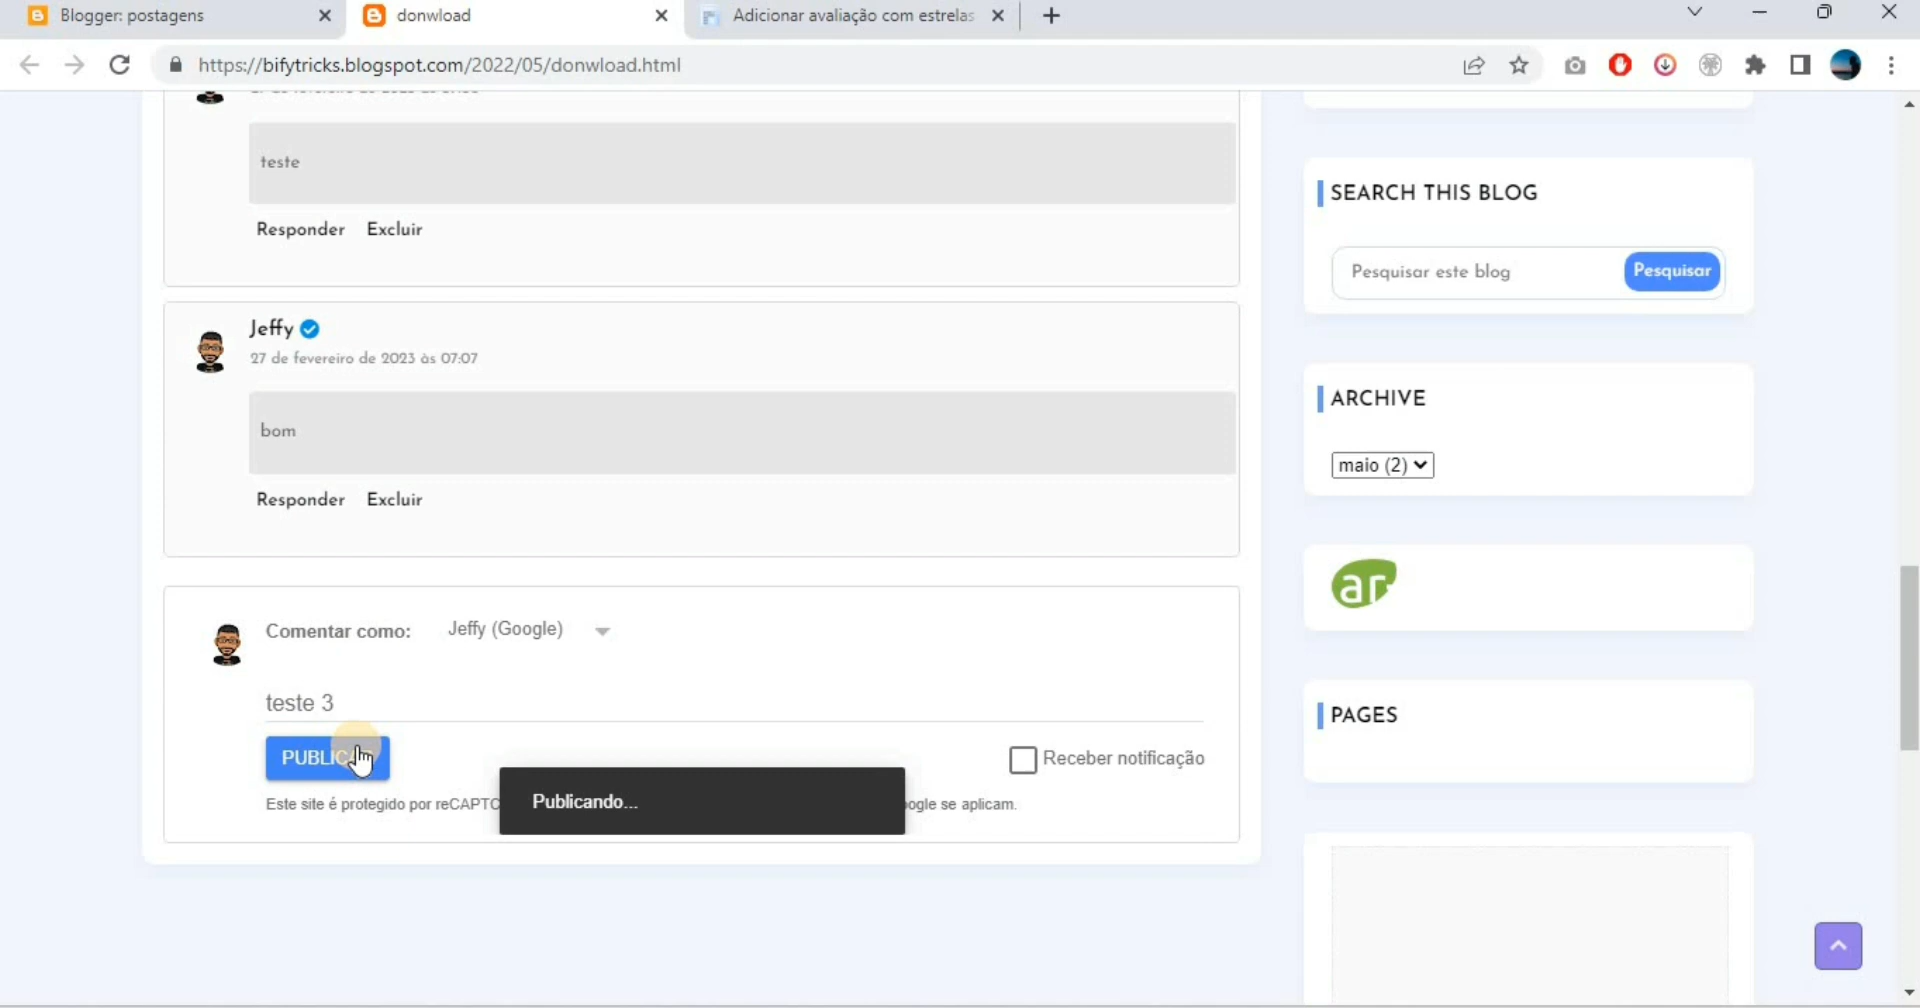 Blogger: postagens
donwload
Adicionar avaliação com estrelas
https://bifytricks.blogspot.com/2022/05/donwload.html
teste
Responder Excluir
Jeffy
27 de fevereiro de 2023 às 07:07
bom
Responder Excluir
Comentar como: Jeffy (Google)
teste 3
PUBLICAR
Receber notificação
Este site é protegido por reCAPTC
ogle se aplicam.
Publicando...
SEARCH THIS BLOG
Pesquisar este blog
Pesquisar
ARCHIVE
maio (2)
ar
PAGES